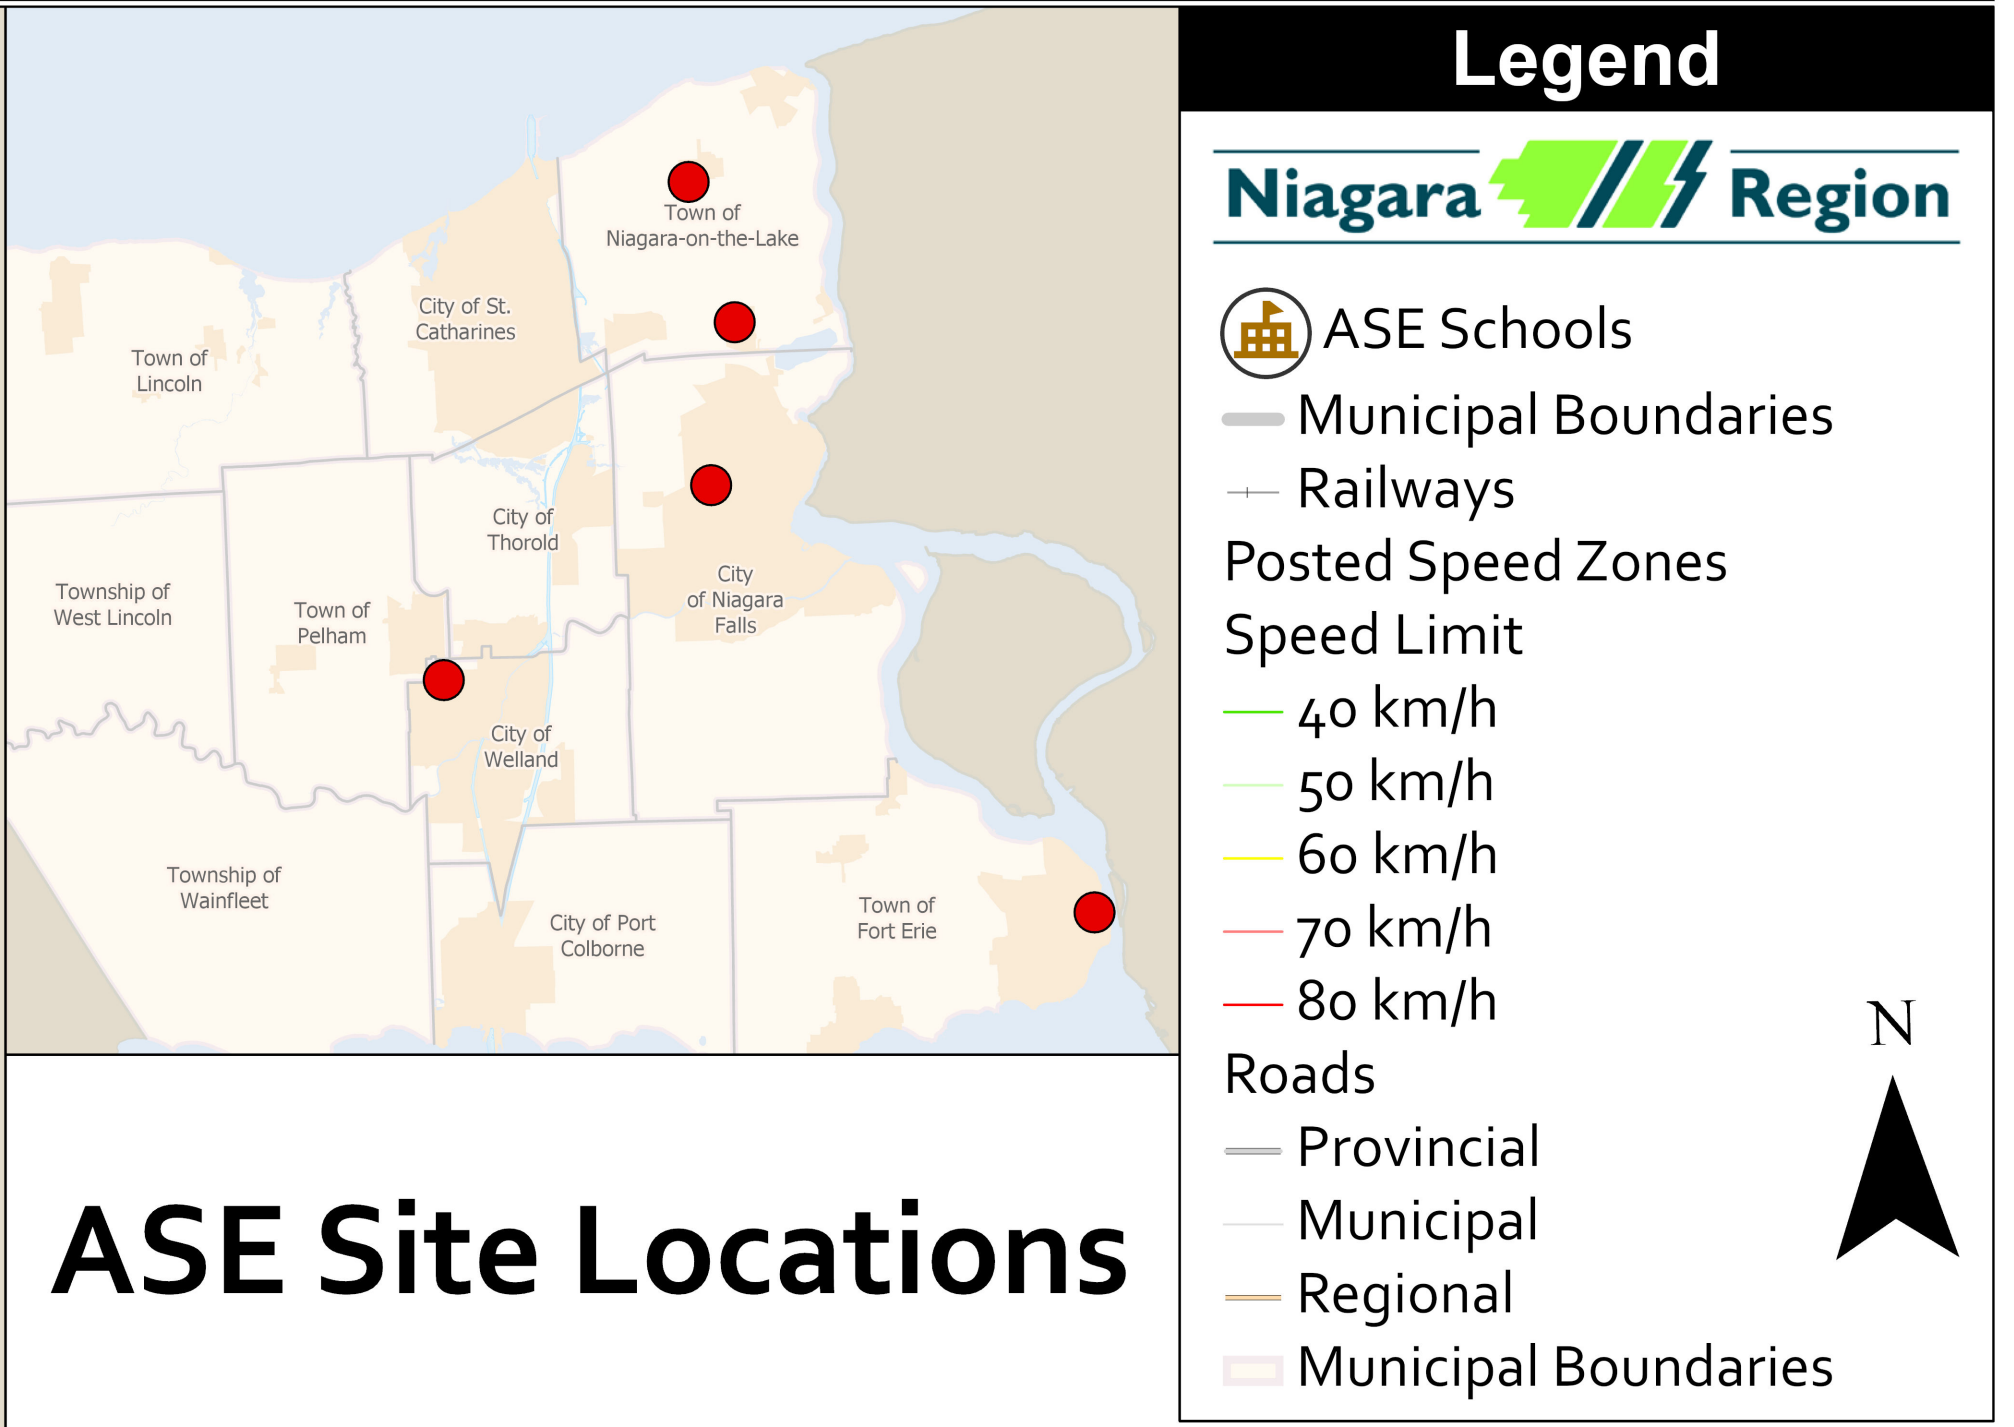 Town of
Niagara-on-the-Lake
City of St.
Catharines
Town of
Lincoln
City of
Thorold
Township of
West Lincoln
Town of
Pelham
City
of Niagara
Falls
City of
Welland
Township of
Wainfleet
City of Port
Colborne
Town of
Fort Erie
ASE Site Locations
Legend
Niagara Region
ASE Schools
Municipal Boundaries
Railways
Posted Speed Zones
Speed Limit
40 km/h
50 km/h
60 km/h
70 km/h
80 km/h
Roads
Provincial
Municipal
Regional
Municipal Boundaries
N